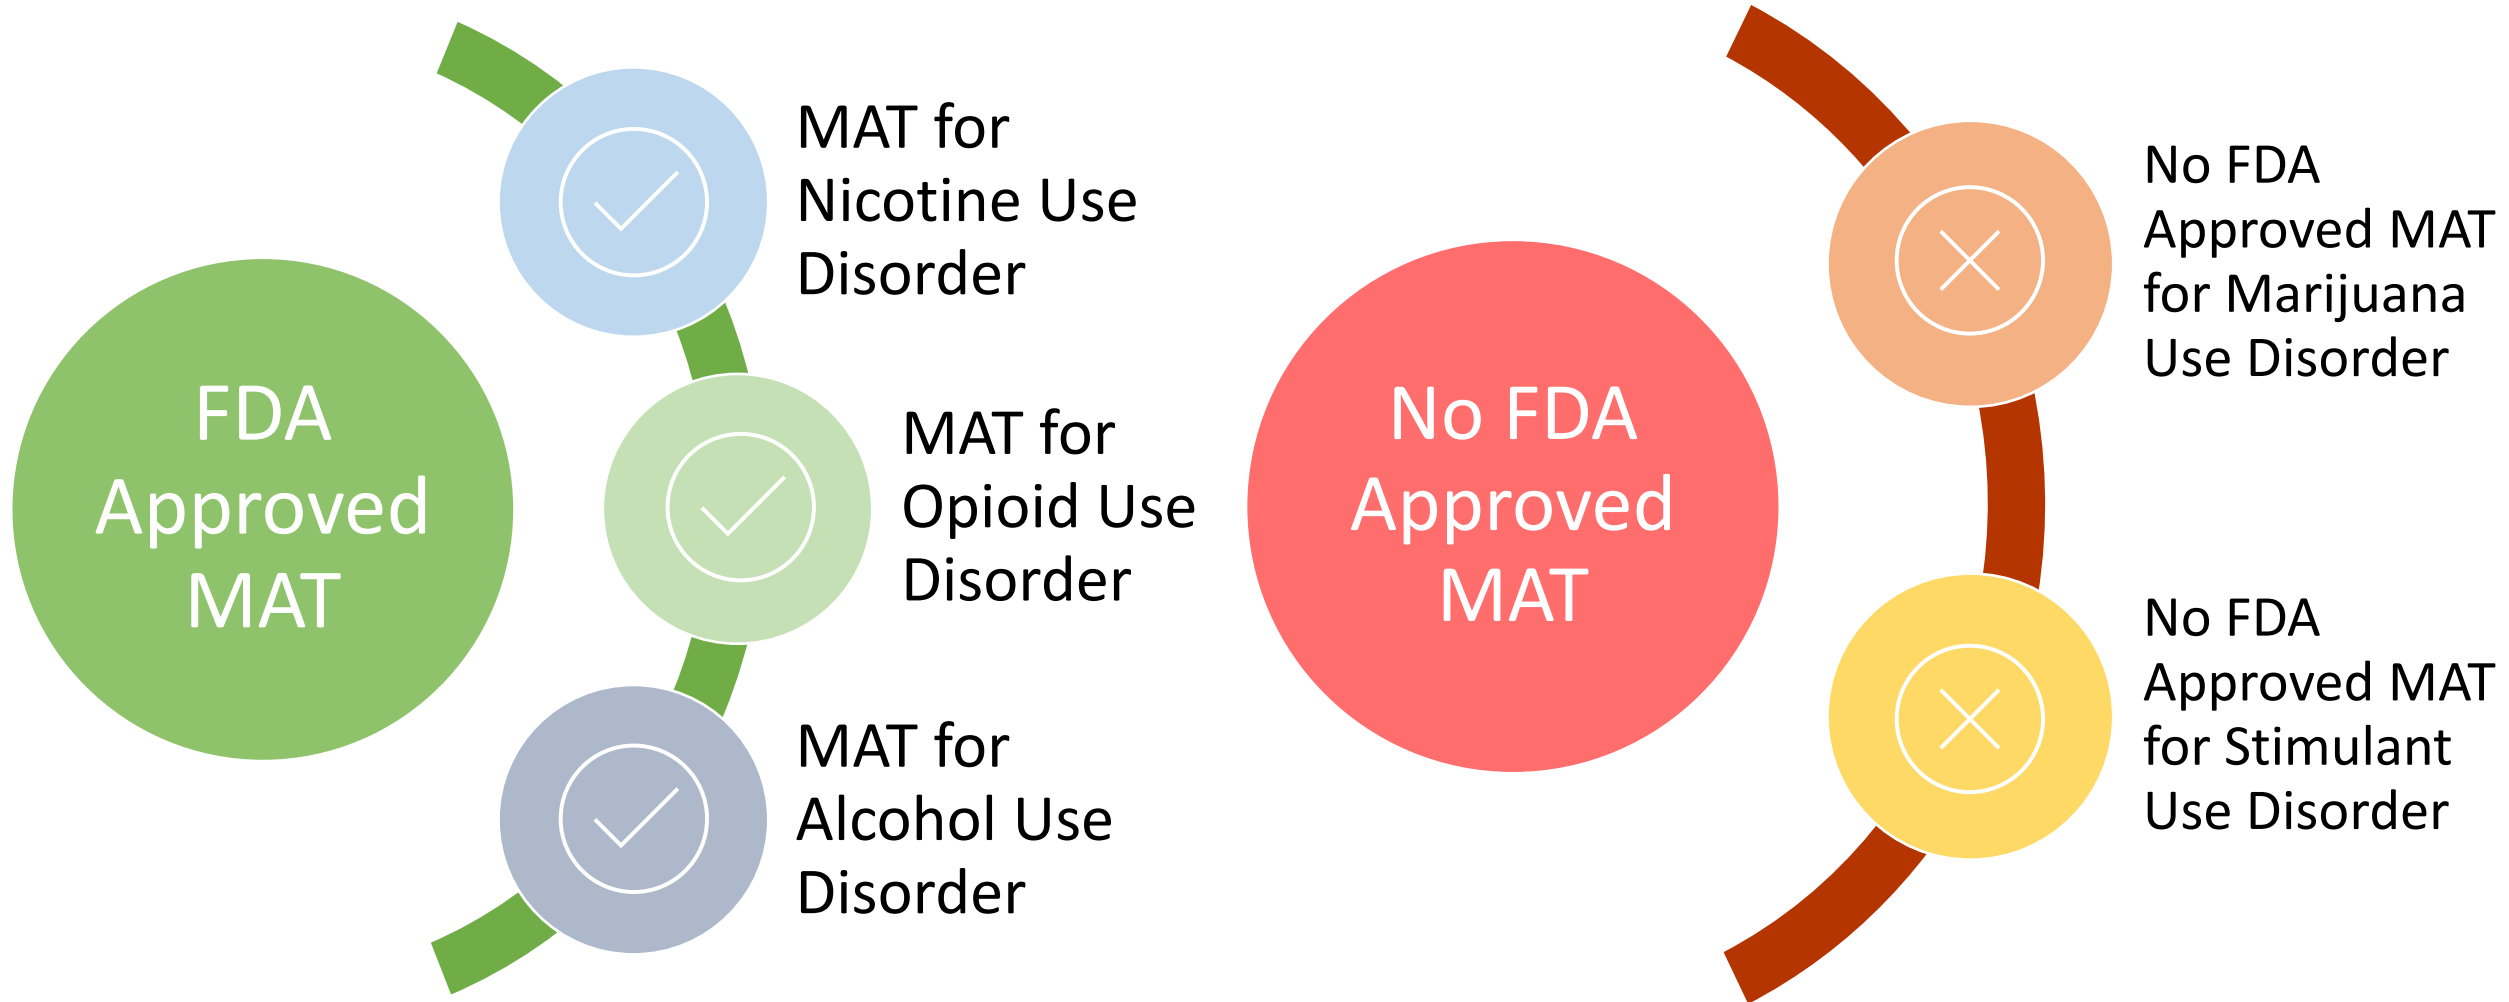 FDA
Approved
MAT
MAT for
Nicotine Use
Disorder
MAT for
Opioid Use
Disorder
MAT for
Alcohol Use
Disorder
No FDA
Approved
MAT
No FDA
Approved MAT
for Marijuana
Use Disorder
No FDA
Approved MAT
for Stimulant
Use Disorder